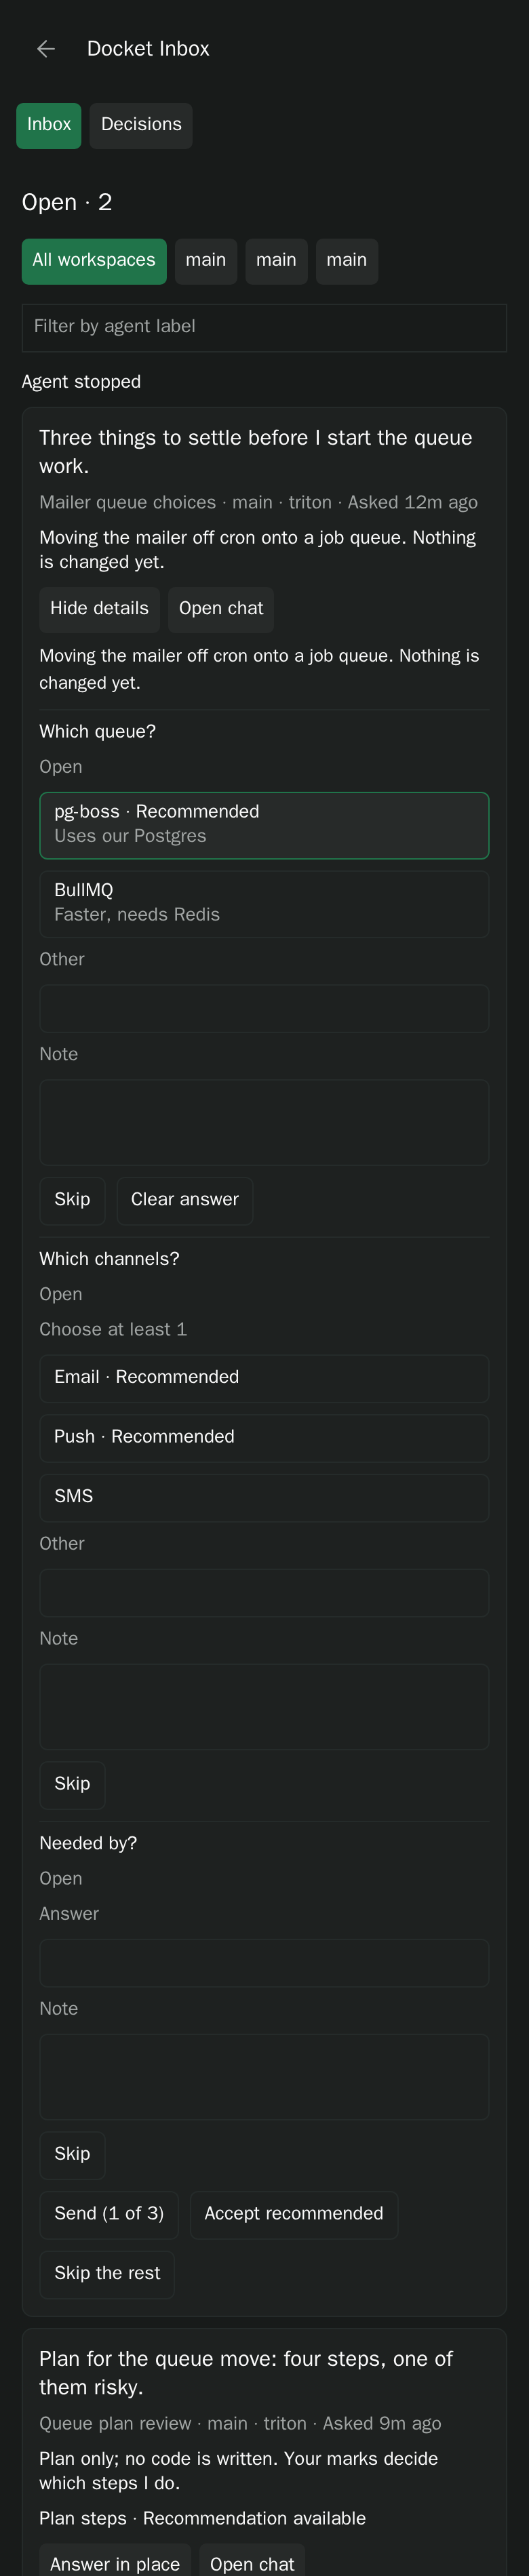 Docket Inbox
Inbox
Decisions
Open · 2
All workspaces
main
main
main
Filter by agent label
Agent stopped
Three things to settle before I start the queue
work.
Mailer queue choices · main · triton · Asked 12m ago
Moving the mailer off cron onto a job queue. Nothing
is changed yet.
Hide details
Open chat
Moving the mailer off cron onto a job queue. Nothing is
changed yet.
Which queue?
Open
pg-boss · Recommended
Uses our Postgres
BullMQ
Faster, needs Redis
Other
Note
Skip
Clear answer
Which channels?
Open
Choose at least 1
Email · Recommended
Push · Recommended
SMS
Other
Note
Skip
Needed by?
Open
Answer
Note
Skip
Send (1 of 3)
Accept recommended
Skip the rest
Plan for the queue move: four steps, one of
them risky.
Queue plan review · main · triton · Asked 9m ago
Plan only; no code is written. Your marks decide
which steps I do.
Plan steps · Recommendation available
Answer in place
Open chat